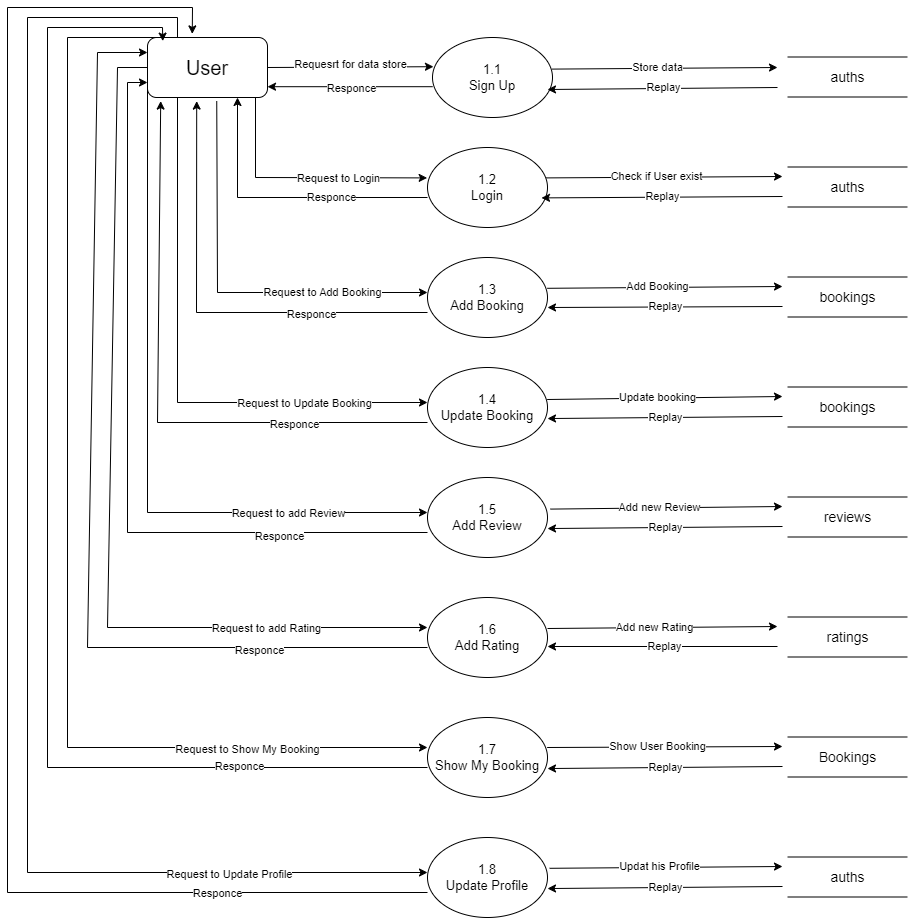 User
Requesrt for data store
Responce
1.1
Sign Up
Store data
Replay
auths
Request to Login
Responce
1.2
Login
Check if User exist
Replay
auths
Request to Add Booking
Responce
1.3
Add Booking
Add Booking
Replay
bookings
Request to Update Booking
Responce
1.4
Update Booking
Update booking
Replay
bookings
Request to add Review
Responce
1.5
Add Review
Add new Review
Replay
reviews
Request to add Rating
Responce
1.6
Add Rating
Add new Rating
Replay
ratings
Request to Show My Booking
Responce
1.7
Show My Booking
Show User Booking
Replay
Bookings
Request to Update Profile
Responce
1.8
Update Profile
Updat his Profile
Replay
auths